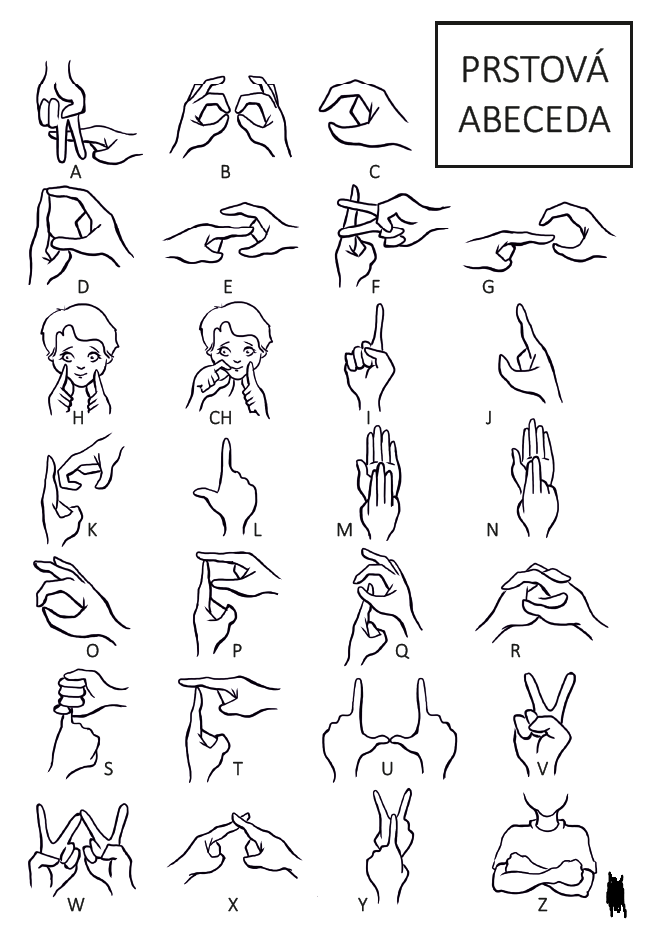 PRSTOVÁ
ABECEDA
A B C
D E F G
H CH I J
K L M N
O P Q R
S T U V
W X Y Z